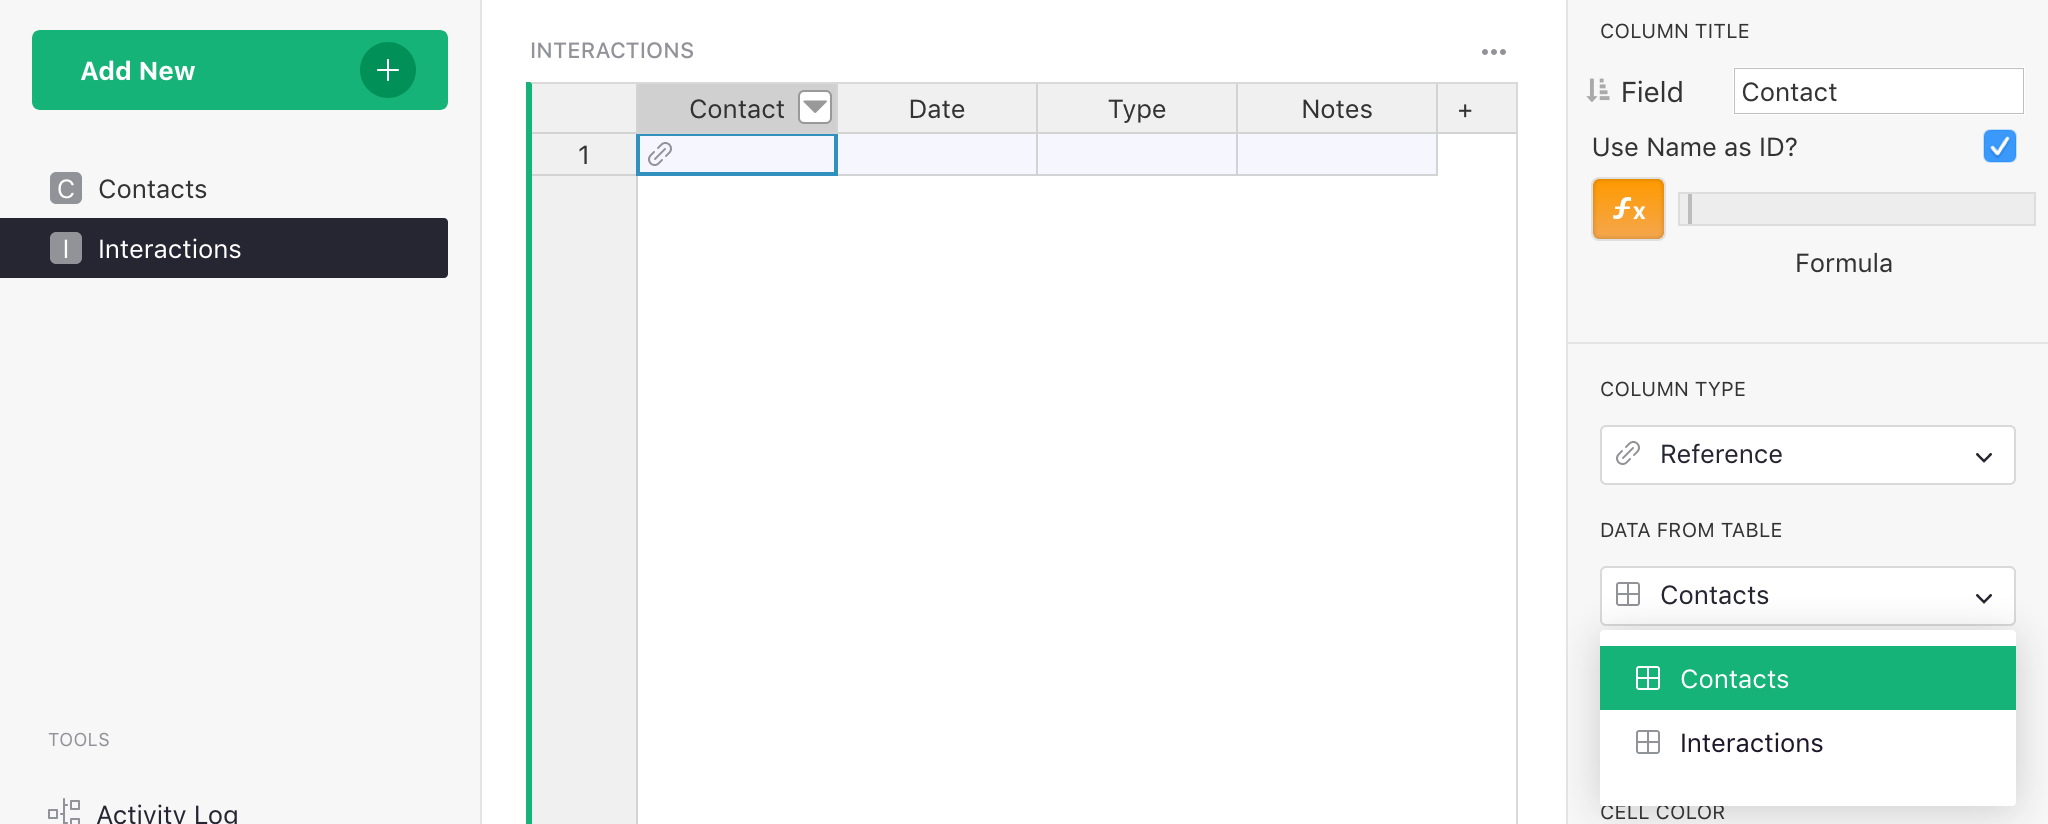 Add New
C Contacts
I Interactions
TOOLS
Activity Log
INTERACTIONS
Contact Date Type Notes +
1
COLUMN TITLE
Field Contact
Use Name as ID?
fx
Formula
COLUMN TYPE
Reference
DATA FROM TABLE
Contacts
Contacts
Interactions
CELL COLOR